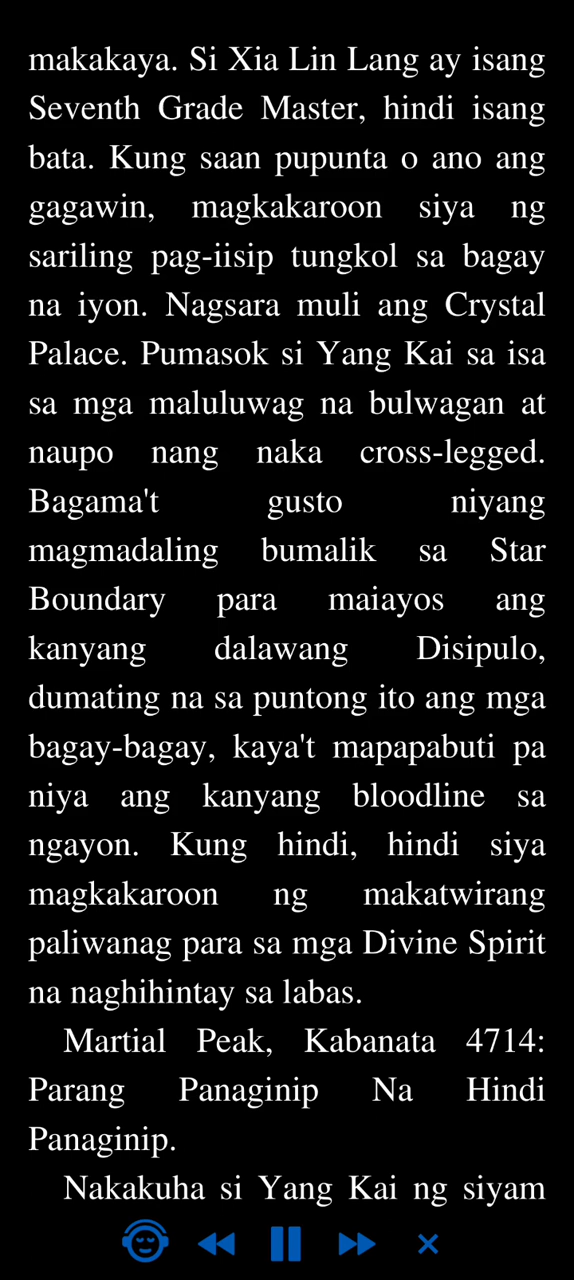 makakaya. Si Xia Lin Lang ay isang
Seventh Grade Master, hindi isang
bata. Kung saan pupunta o ano ang
gagawin, magkakaroon siya ng
sariling pag-iisip tungkol sa bagay
na iyon. Nagsara muli ang Crystal
Palace. Pumasok si Yang Kai sa isa
sa mga maluluwag na bulwagan at
naupo nang naka cross-legged.
Bagama't gusto niyang
magmadaling bumalik sa Star
Boundary para maiayos ang
kanyang dalawang Disipulo,
dumating na sa puntong ito ang mga
bagay-bagay, kaya't mapapabuti pa
niya ang kanyang bloodline sa
ngayon. Kung hindi, hindi siya
magkakaroon ng makatwirang
paliwanag para sa mga Divine Spirit
na naghihintay sa labas.
Martial Peak, Kabanata 4714:
Parang Panaginip Na Hindi
Panaginip.
Nakakuha si Yang Kai ng siyam